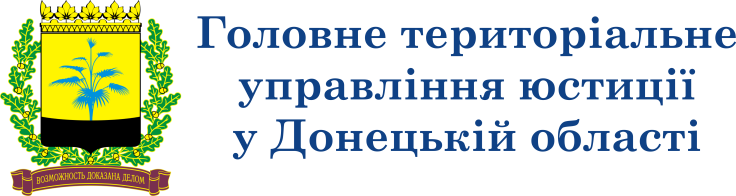 Головне територіальне
управління юстиції
у Донецькій області
ВОЗМОЖНОСТЬ ДОКАЗАНА ДЕЛОМ